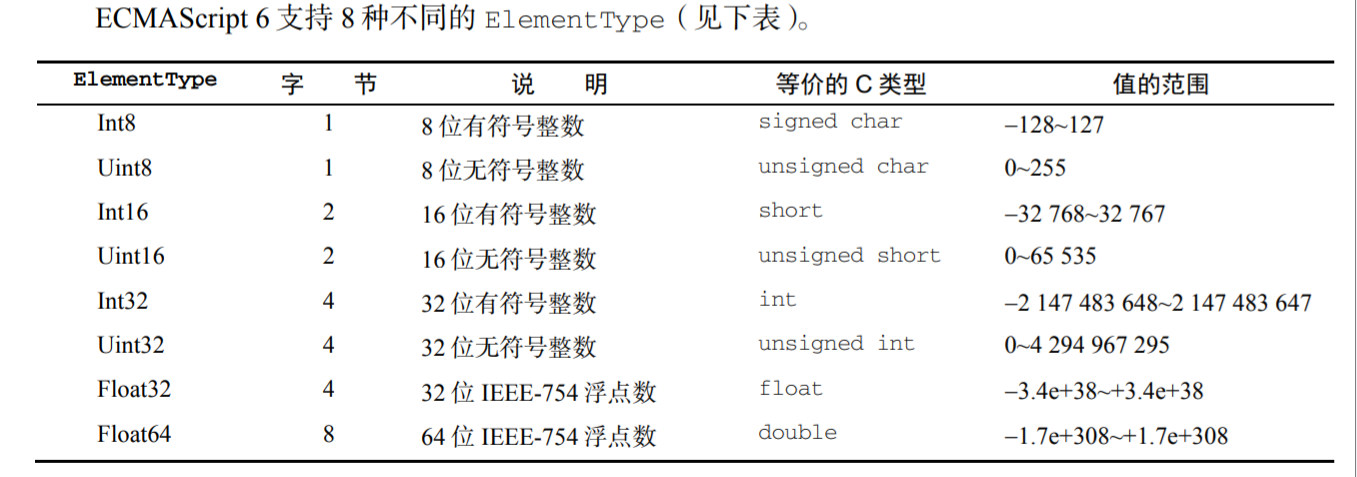 ECMAScript 6 支持 8 种不同的 ElementType（见下表）。
ElementType 字 节 说 明 等价的 C 类型 值的范围
Int8 1 8 位有符号整数 signed char –128~127
Uint8 1 8 位无符号整数 unsigned char 0~255
Int16 2 16 位有符号整数 short –32 768~32 767
Uint16 2 16 位无符号整数 unsigned short 0~65 535
Int32 4 32 位有符号整数 int –2 147 483 648~2 147 483 647
Uint32 4 32 位无符号整数 unsigned int 0~4 294 967 295
Float32 4 32 位 IEEE-754 浮点数 float –3.4e+38~+3.4e+38
Float64 8 64 位 IEEE-754 浮点数 double –1.7e+308~+1.7e+308